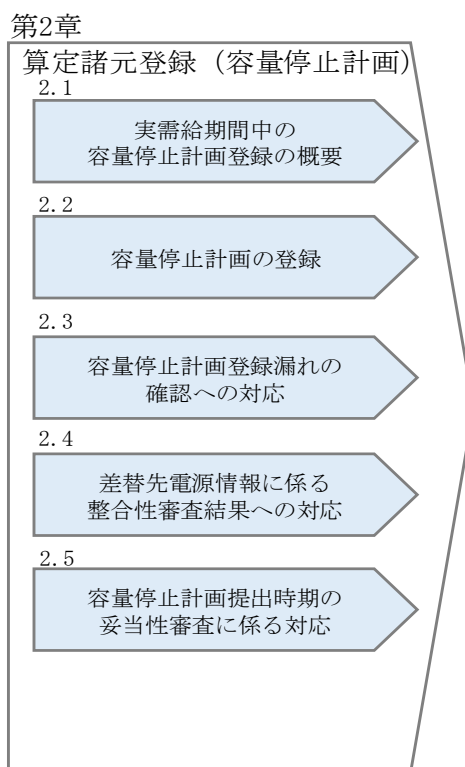 第2章
算定諸元登録（容量停止計画）
2.1
実需給期間中の
容量停止計画登録の概要
2.2
容量停止計画の登録
2.3
容量停止計画登録漏れの
確認への対応
2.4
差替先電源情報に係る
整合性審査結果への対応
2.5
容量停止計画提出時期の
妥当性審査に係る対応